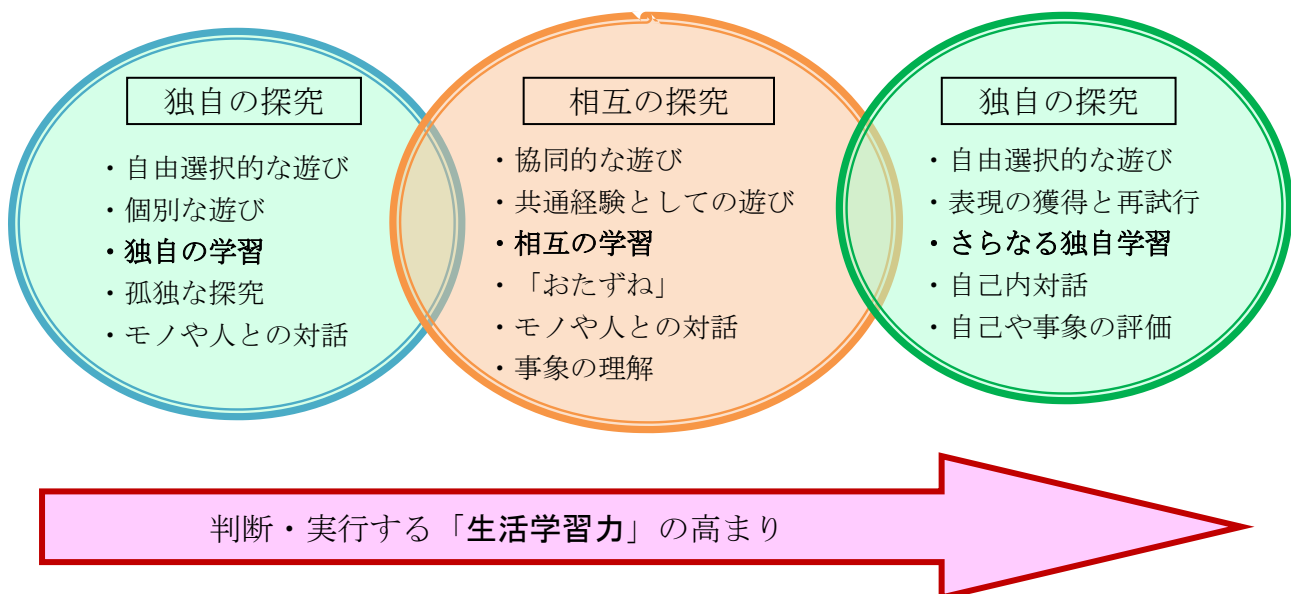 独自の探究
・自由選択的な遊び
・個別な遊び
・独自の学習
・孤独な探究
・モノや人との対話
相互の探究
・協同的な遊び
・共通経験としての遊び
・相互の学習
・「おたずね」
・モノや人との対話
・事象の理解
独自の探究
・自由選択的な遊び
・表現の獲得と再試行
・さらなる独自学習
・自己内対話
・自己や事象の評価
判断・実行する「生活学習力」の高まり